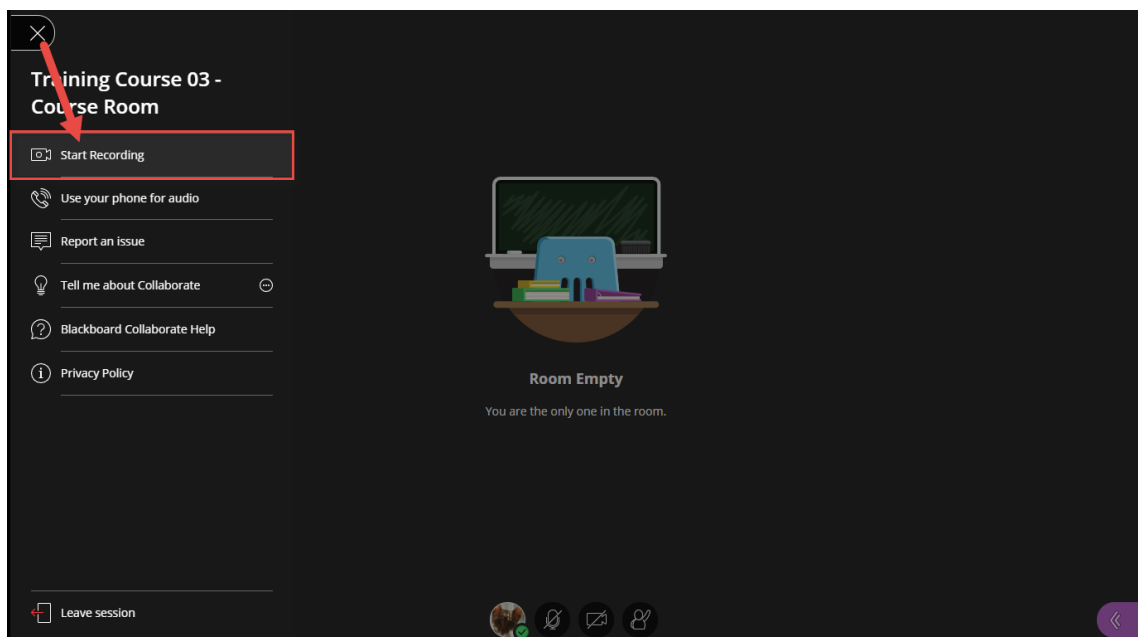 Training Course 03 -
Course Room
Start Recording
Use your phone for audio
Report an issue
Tell me about Collaborate
Blackboard Collaborate Help
Privacy Policy
Room Empty
You are the only one in the room.
Leave session